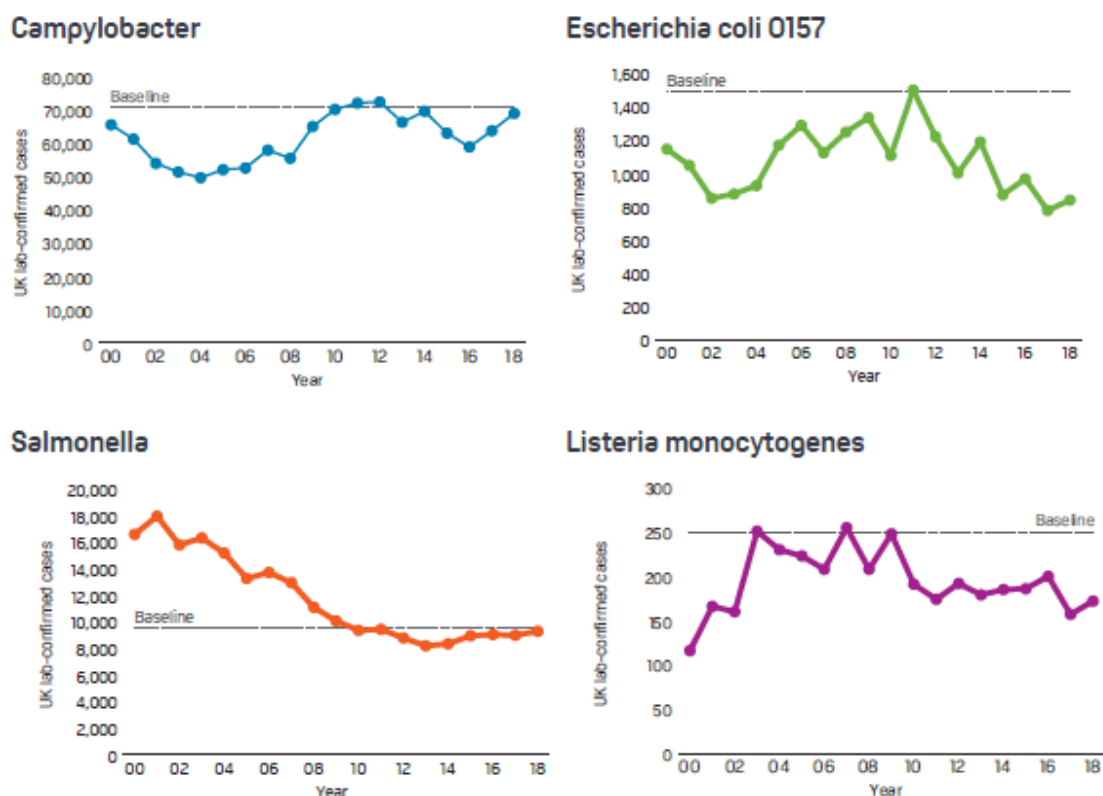 Campylobacter
UK lab-confirmed cases
80,000
Baseline
70,000
60,000
50,000
40,000
30,000
20,000
10,000
0
00 02 04 06 08 10 12 14 16 18
Year
Escherichia coli O157
UK lab-confirmed cases
1,600
Baseline
1,400
1,200
1,000
800
600
400
200
0
00 02 04 06 08 10 12 14 16 18
Year
Salmonella
UK lab-confirmed cases
20,000
18,000
16,000
14,000
12,000
Baseline
10,000
8,000
6,000
4,000
2,000
0
00 02 04 06 08 10 12 14 16 18
Year
Listeria monocytogenes
UK lab-confirmed cases
300
Baseline
250
200
150
100
50
0
00 02 04 06 08 10 12 14 16 18
Year